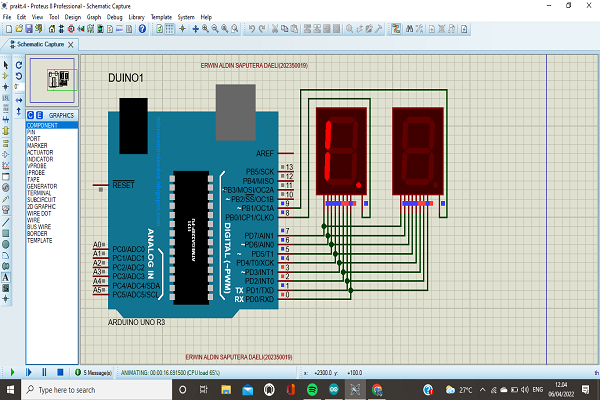 prakt.4 - Proteus 8 Professional - Schematic Capture
File Edit View Tool Design Graph Debug Library Template System Help
Schematic Capture
GRAPHICS
COMPONENT
PIN
PORT
MARKER
ACTUATOR
INDICATOR
VPROBE
IPROBE
TAPE
GENERATOR
TERMINAL
SUBCIRCUIT
2D GRAPHIC
WIRE DOT
WIRE
BUS WIRE
BORDER
TEMPLATE
ERWIN ALDIN SAPUTERA DAELI(202350019)
DUINO1
RESET
AREF
PB5/SCK 13
PB4/MISO 12
PB3/MOSI/OC2A 11
~PB2/SS/OC1B 10
~PB1/OC1A 9
PB0/ICP1/CLKO 8
PD7/AIN1 7
~PD6/AIN0 6
~PD5/T1 5
PD4/T0/XCK 4
~PD3/INT1 3
PD2/INT0 2
TX PD1/TXD 1
RX PD0/RXD 0
DIGITAL (~PWM)
ANALOG IN
A0 PC0/ADC0
A1 PC1/ADC1
A2 PC2/ADC2
A3 PC3/ADC3
A4 PC4/ADC4/SDA
A5 PC5/ADC5/SCL
ARDUINO UNO R3
ERWIN ALDIN SAPUTERA DAELI(202350019)
5 Message(s)
ANIMATING: 00:00:16.691500 (CPU load 65%)
x: +2300.0 y: +100.0 th
Type here to search
27°C
ENG
12.04
06/04/2022